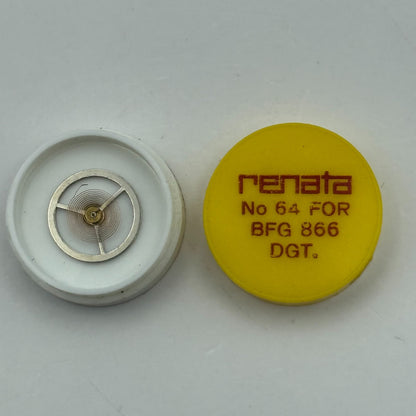 renata
No 64 FOR
BFG 866
DGT.